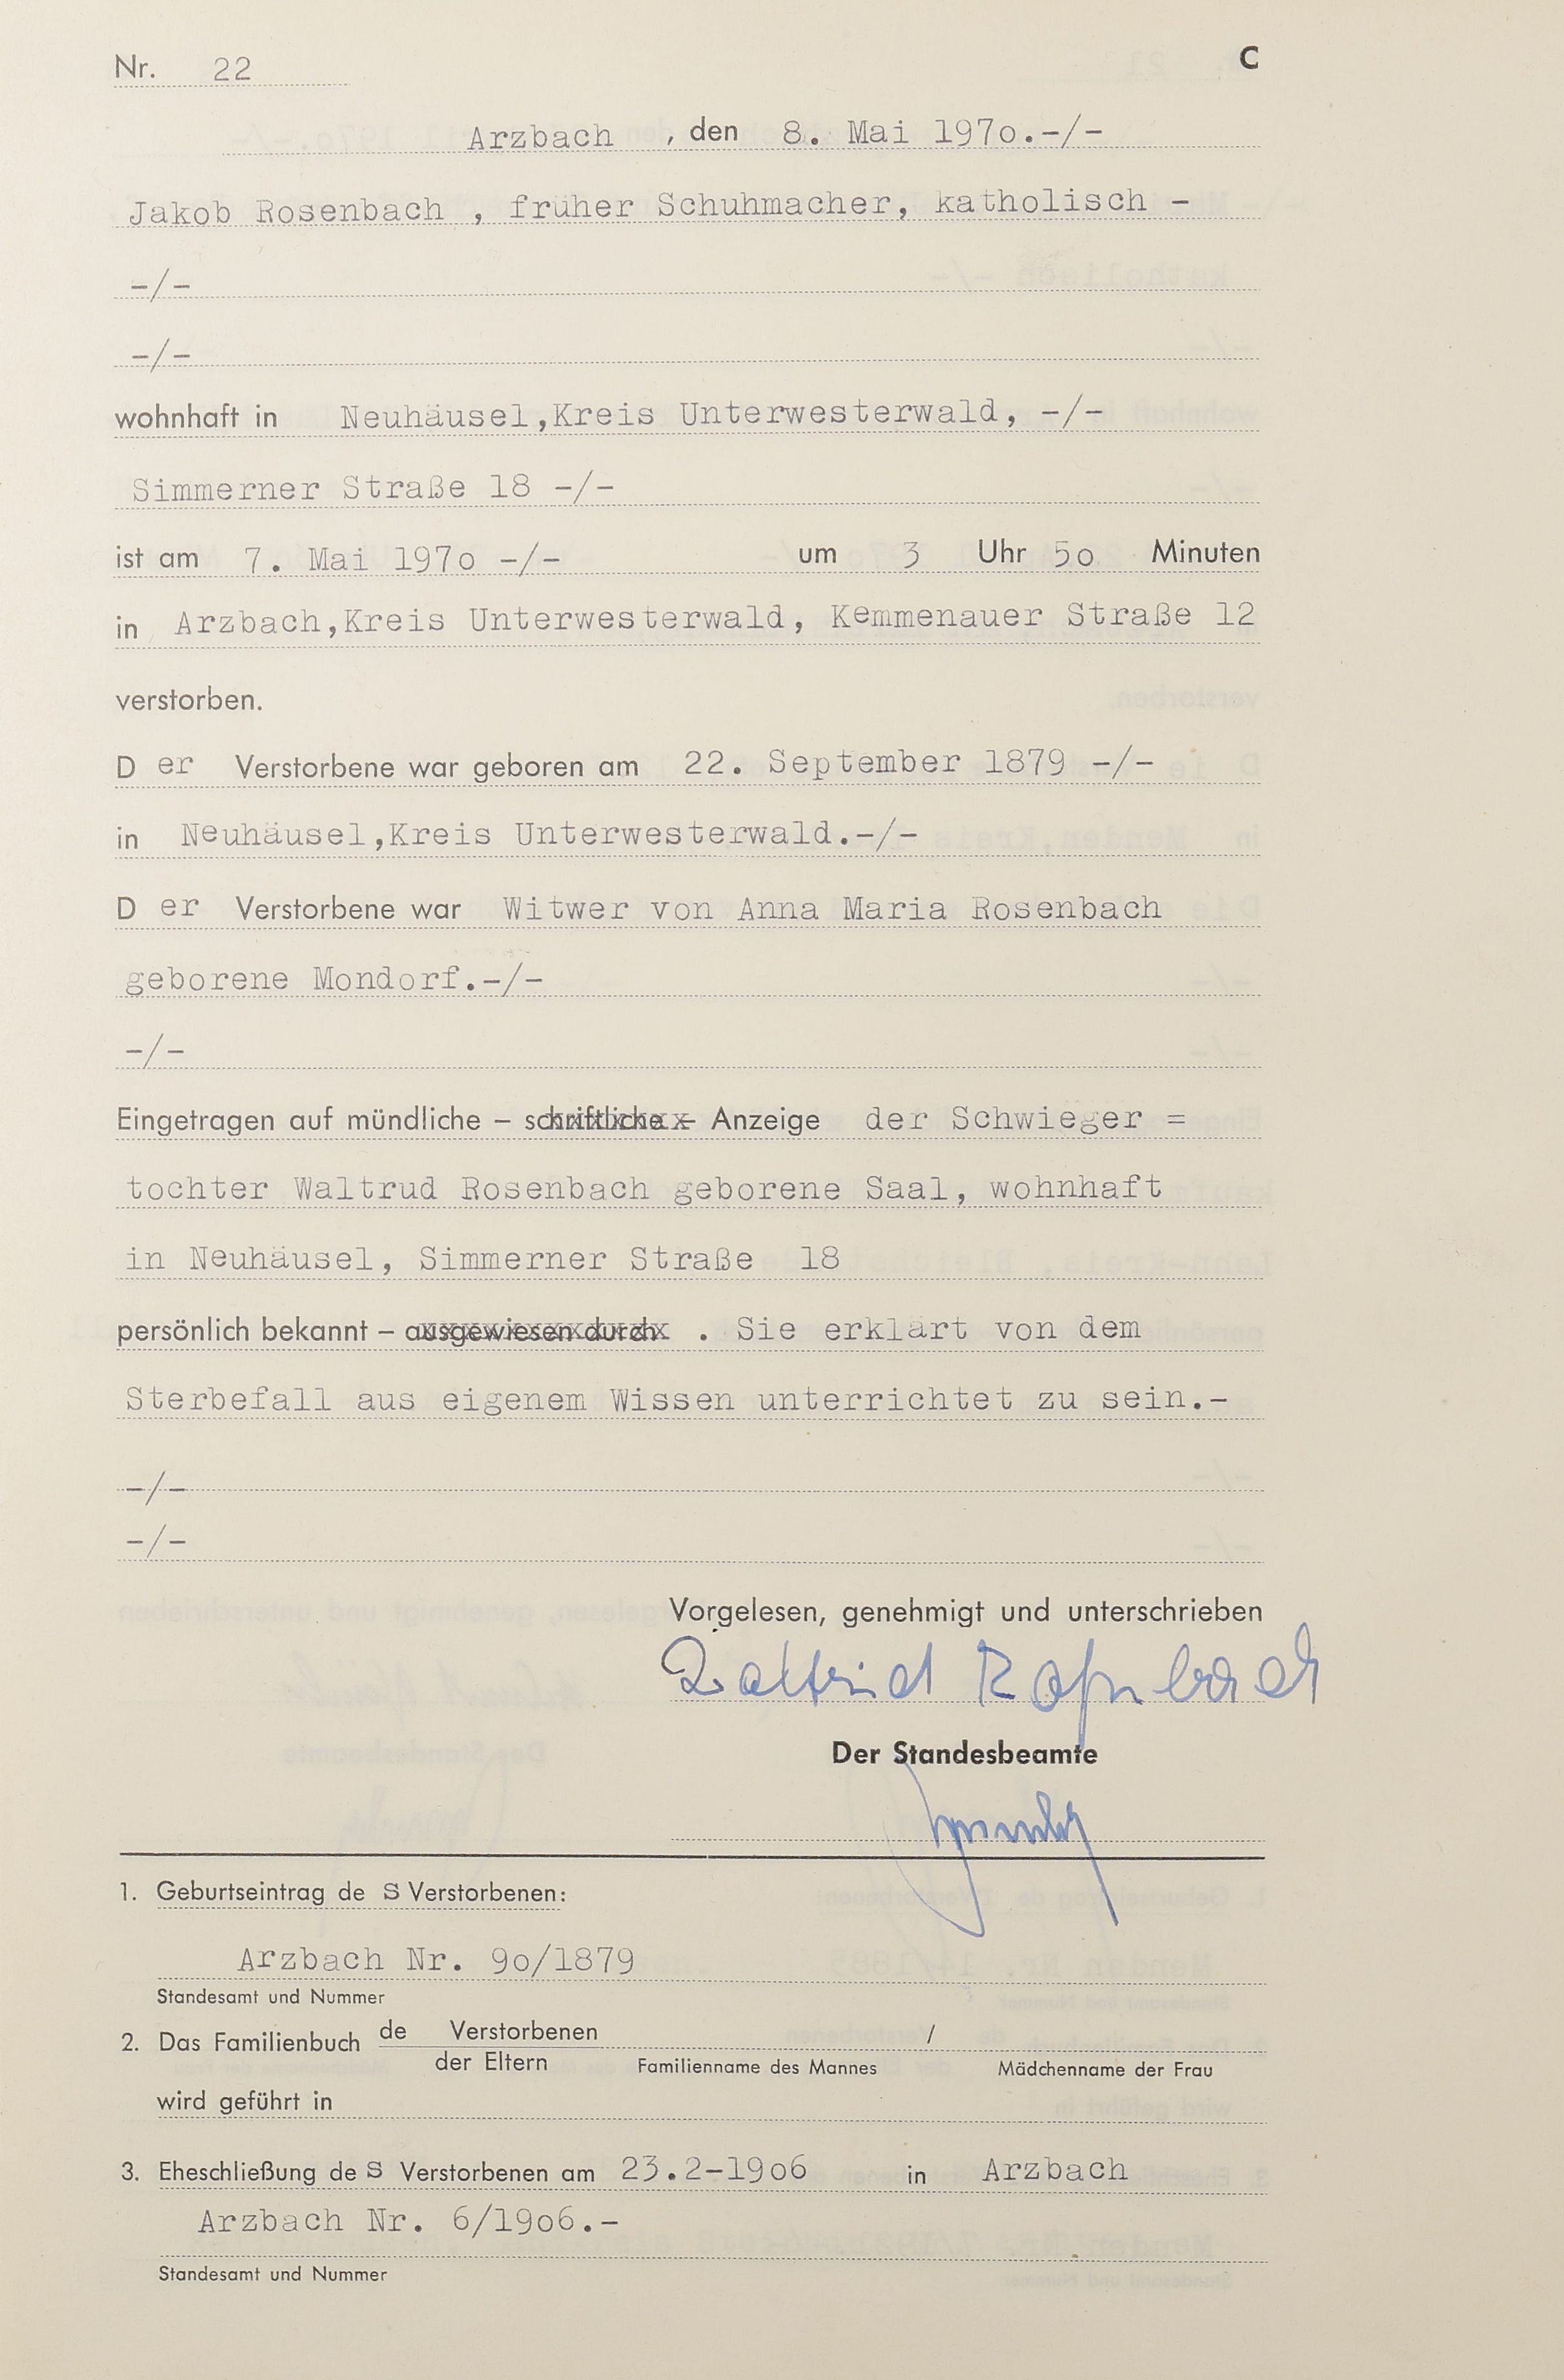 Nr. 22 C
Arzbach , den 8. Mai 197o.-/-
Jakob Rosenbach , früher Schuhmacher, katholisch -
-/-
-/-
wohnhaft in Neuhäusel,Kreis Unterwesterwald, -/-
Simmerner Straße 18 -/-
ist am 7. Mai 197o -/- um 3 Uhr 5o Minuten
in Arzbach,Kreis Unterwesterwald, Kemmenauer Straße 12
verstorben.
D er Verstorbene war geboren am 22. September 1879 -/-
in Neuhäusel,Kreis Unterwesterwald.-/-
D er Verstorbene war Witwer von Anna Maria Rosenbach
geborene Mondorf.-/-
-/-
Eingetragen auf mündliche – schriftliche – Anzeige der Schwieger =
tochter Waltrud Rosenbach geborene Saal, wohnhaft
in Neuhäusel, Simmerner Straße 18
persönlich bekannt – ausgewiesen durch . Sie erklärt von dem
Sterbefall aus eigenem Wissen unterrichtet zu sein.-
-/-
-/-
Vorgelesen, genehmigt und unterschrieben
Waltrud Rosenbach
Der Standesbeamte
1. Geburtseintrag de s Verstorbenen:
Arzbach Nr. 9o/1879
Standesamt und Nummer
2. Das Familienbuch de Verstorbenen /
der Eltern Familienname des Mannes Mädchenname der Frau
wird geführt in
3. Eheschließung de s Verstorbenen am 23.2-19o6 in Arzbach
Arzbach Nr. 6/19o6.-
Standesamt und Nummer